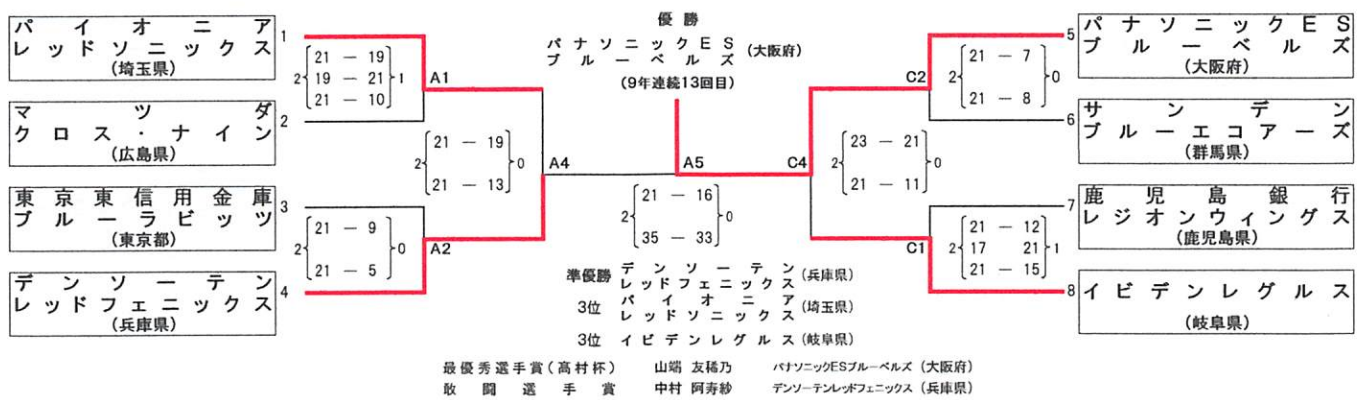 優勝
パナソニックES
ブルーベルズ
(大阪府)
(9年連続13回目)
パイオニア
レッドソニックス
(埼玉県)
1
マツダ
クロス・ナイン
(広島県)
2
東京東信用金庫
ブルーラビッツ
(東京都)
3
デンソーテン
レッドフェニックス
(兵庫県)
4
21 － 19
2 19 － 21 1
21 － 10
A1
21 － 9
2 0
21 － 5
A2
21 － 19
2 0
21 － 13
A4
21 － 16
2 0
35 － 33
A5
23 － 21
2 0
21 － 11
C4
21 － 7
2 0
21 － 8
C2
21 － 12
2 17 21 1
21 － 15
C1
5
パナソニックES
ブルーベルズ
(大阪府)
6
サンデン
ブルーエコアーズ
(群馬県)
7
鹿児島銀行
レジオンウィングス
(鹿児島県)
8
イビデンレグルス
(岐阜県)
準優勝 デンソーテン
レッドフェニックス (兵庫県)
3位 パイオニア
レッドソニックス (埼玉県)
3位 イビデンレグルス (岐阜県)
最優秀選手賞(髙村杯) 山端 友稀乃 パナソニックESブルーベルズ (大阪府)
敢闘選手賞 中村 阿寿紗 デンソーテンレッドフェニックス (兵庫県)